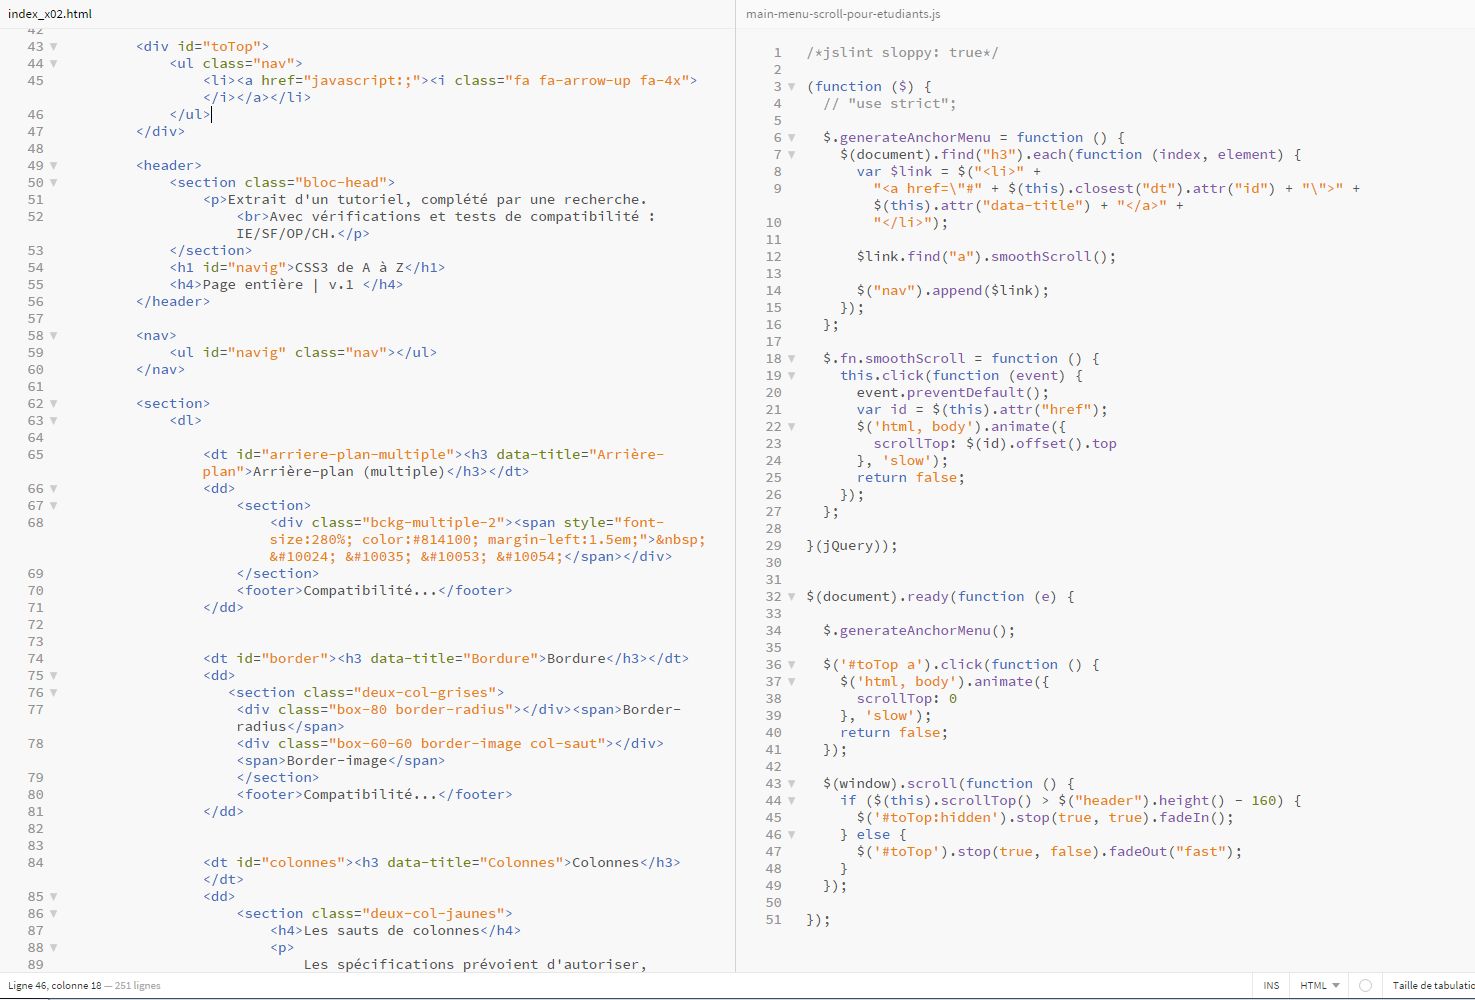 index_x02.html
42
43 <div id="toTop">
44 <ul class="nav">
45 <li><a href="javascript:;"><i class="fa fa-arrow-up fa-4x">
</i></a></li>
46 </ul>
47 </div>
48
49 <header>
50 <section class="bloc-head">
51 <p>Extrait d'un tutoriel, complété par une recherche.
52 <br>Avec vérifications et tests de compatibilité :
IE/SF/OP/CH.</p>
53 </section>
54 <h1 id="navig">CSS3 de A à Z</h1>
55 <h4>Page entière | v.1 </h4>
56 </header>
57
58 <nav>
59 <ul id="navig" class="nav"></ul>
60 </nav>
61
62 <section>
63 <dl>
64
65 <dt id="arriere-plan-multiple"><h3 data-title="Arrière-
plan">Arrière-plan (multiple)</h3></dt>
66 <dd>
67 <section>
68 <div class="bckg-multiple-2"><span style="font-
size:280%; color:#814100; margin-left:1.5em;">&nbsp;
&#10024; &#10035; &#10053; &#10054;</span></div>
69 </section>
70 <footer>Compatibilité...</footer>
71 </dd>
72
73
74 <dt id="border"><h3 data-title="Bordure">Bordure</h3></dt>
75 <dd>
76 <section class="deux-col-grises">
77 <div class="box-80 border-radius"></div><span>Border-
radius</span>
78 <div class="box-60-60 border-image col-saut"></div>
<span>Border-image</span>
79 </section>
80 <footer>Compatibilité...</footer>
81 </dd>
82
83
84 <dt id="colonnes"><h3 data-title="Colonnes">Colonnes</h3>
</dt>
85 <dd>
86 <section class="deux-col-jaunes">
87 <h4>Les sauts de colonnes</h4>
88 <p>
89 Les spécifications prévoient d'autoriser,
main-menu-scroll-pour-etudiants.js
1 /*jslint sloppy: true*/
2
3 (function ($) {
4 // "use strict";
5
6 $.generateAnchorMenu = function () {
7 $(document).find("h3").each(function (index, element) {
8 var $link = $("<li>" +
9 "<a href=\"#" + $(this).closest("dt").attr("id") + "\">" +
$(this).attr("data-title") + "</a>" +
10 "</li>");
11
12 $link.find("a").smoothScroll();
13
14 $("nav").append($link);
15 });
16 };
17
18 $.fn.smoothScroll = function () {
19 this.click(function (event) {
20 event.preventDefault();
21 var id = $(this).attr("href");
22 $('html, body').animate({
23 scrollTop: $(id).offset().top
24 }, 'slow');
25 return false;
26 });
27 };
28
29 }(jQuery));
30
31
32 $(document).ready(function (e) {
33
34 $.generateAnchorMenu();
35
36 $('#toTop a').click(function () {
37 $('html, body').animate({
38 scrollTop: 0
39 }, 'slow');
40 return false;
41 });
42
43 $(window).scroll(function () {
44 if ($(this).scrollTop() > $("header").height() - 160) {
45 $('#toTop:hidden').stop(true, true).fadeIn();
46 } else {
47 $('#toTop').stop(true, false).fadeOut("fast");
48 }
49 });
50
51 });
Ligne 46, colonne 18 — 251 lignes
INS HTML Taille de tabulatio